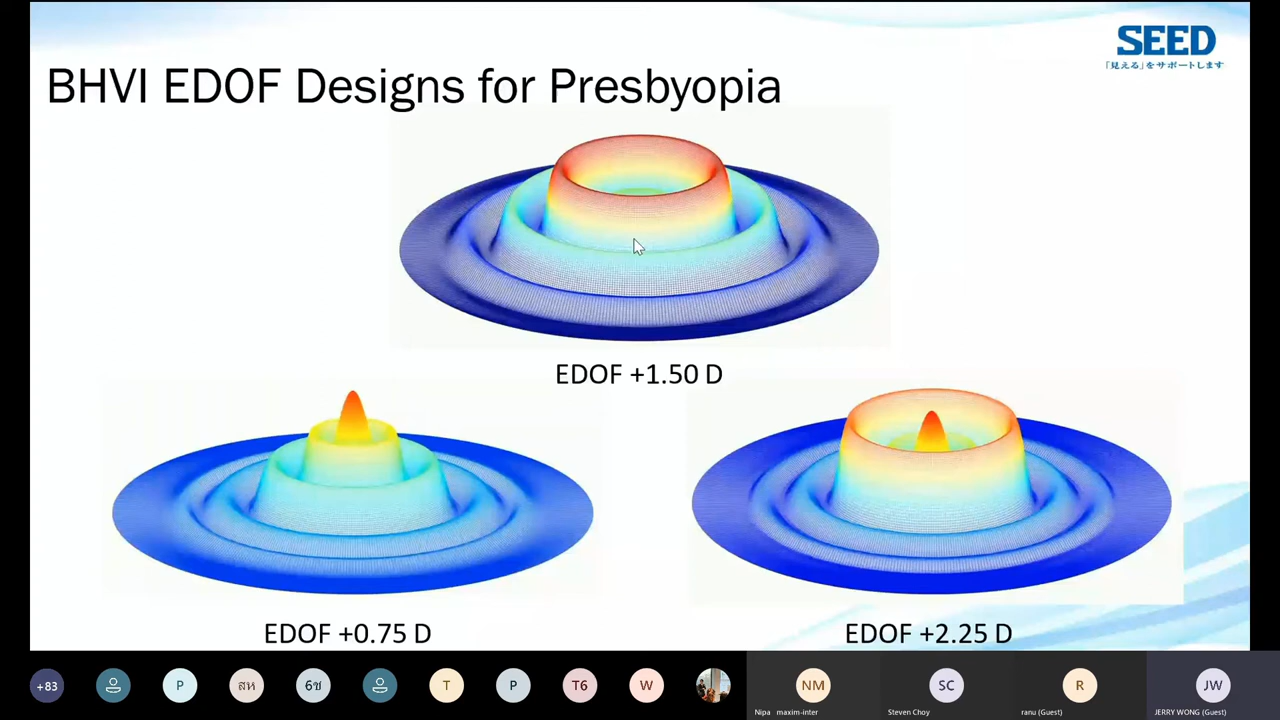 SEED
「見える」をサポートします
BHVI EDOF Designs for Presbyopia
EDOF +1.50 D
EDOF +0.75 D
EDOF +2.25 D
+83
P
สห
6ช
T
P
T6
W
NM
SC
R
JW
Nipa maxim-inter
Steven Choy
ranu (Guest)
JERRY WONG (Guest)